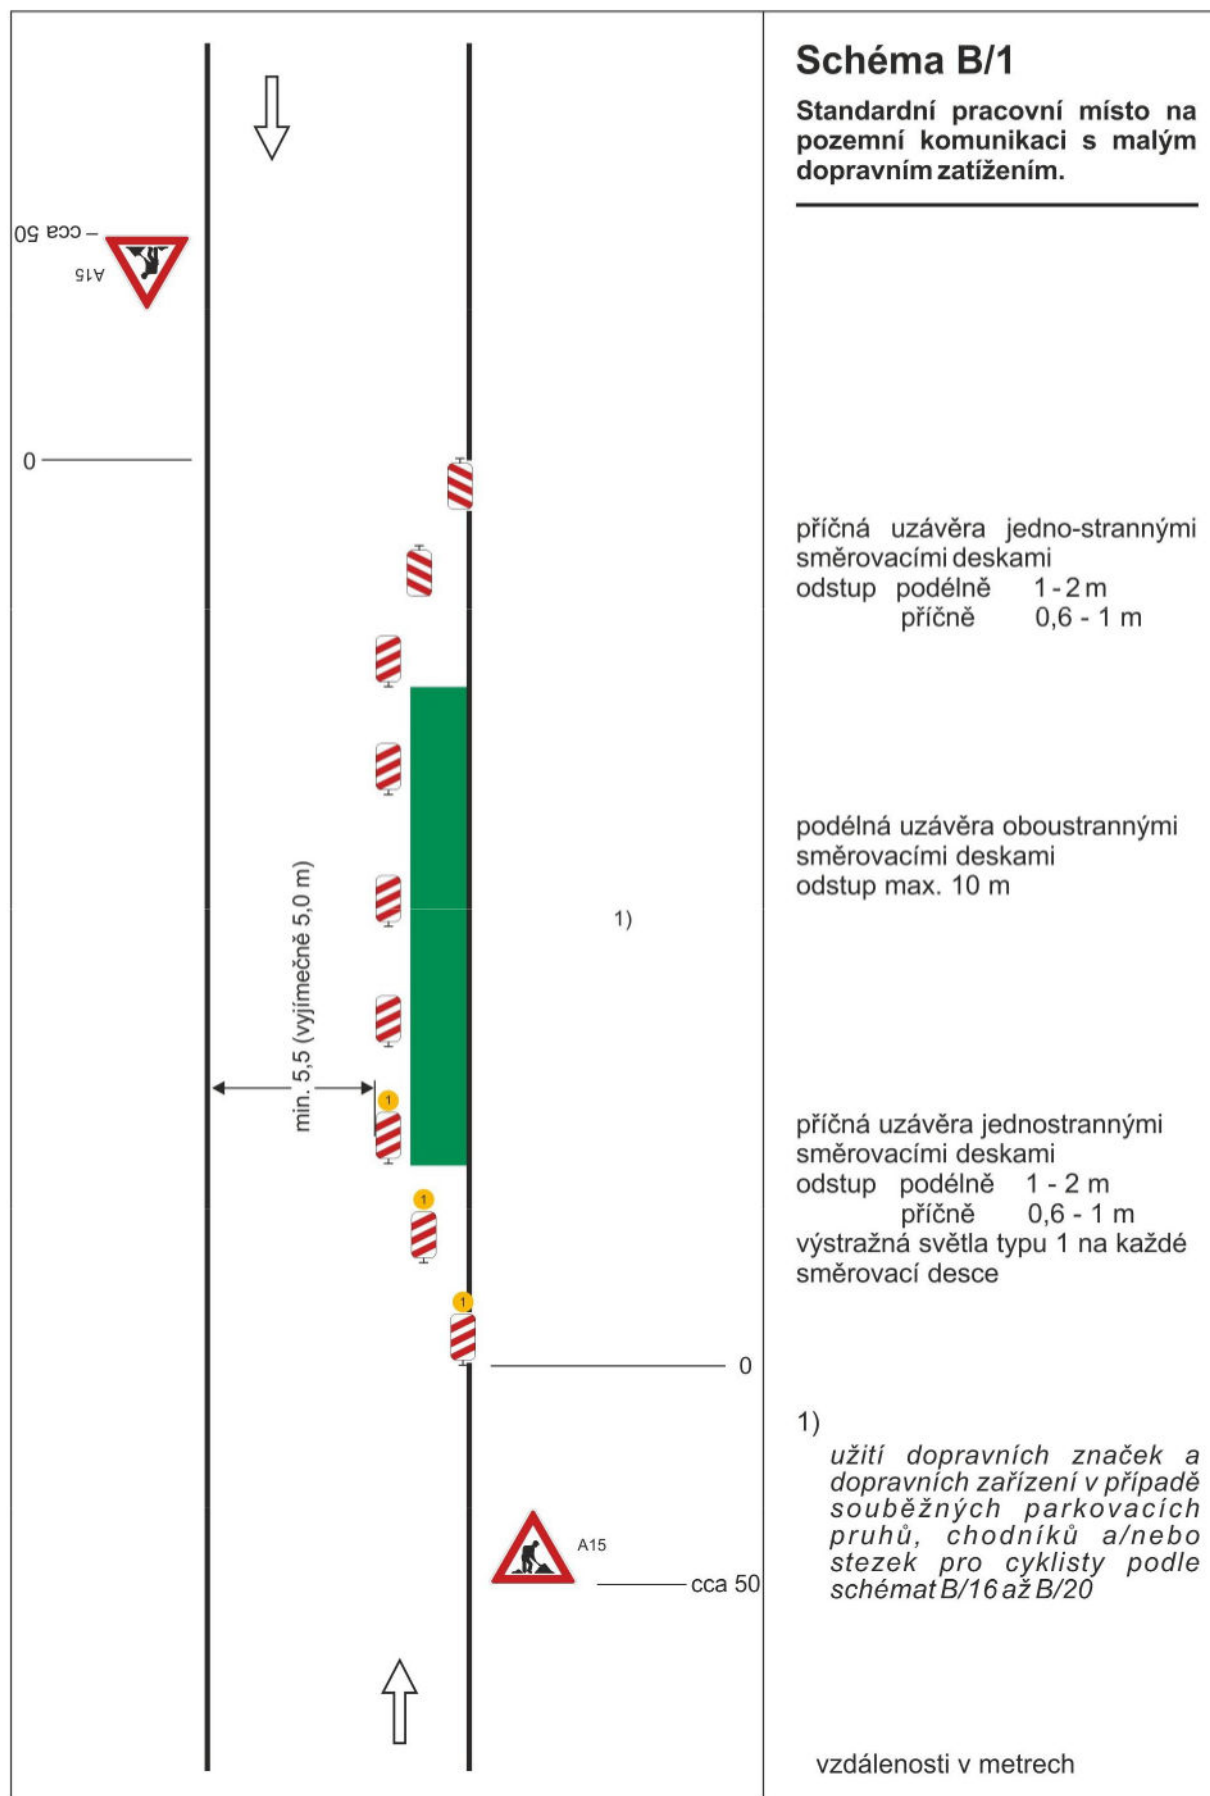 Schéma B/1
Standardní pracovní místo na
pozemní komunikaci s malým
dopravním zatížením.
cca 50
A15
0
příčná uzávěra jedno-strannými
směrovacími deskami
odstup podélně 1 - 2 m
příčně 0,6 - 1 m
podélná uzávěra oboustrannými
směrovacími deskami
odstup max. 10 m
1)
min. 5,5 (vyjímečně 5,0 m)
1
1
1
příčná uzávěra jednostrannými
směrovacími deskami
odstup podélně 1 - 2 m
příčně 0,6 - 1 m
výstražná světla typu 1 na každé
směrovací desce
0
A15
cca 50
1)
užití dopravních značek a
dopravních zařízení v případě
souběžných parkovacích
pruhů, chodníků a/nebo
stezek pro cyklisty podle
schémat B/16 až B/20
vzdálenosti v metrech